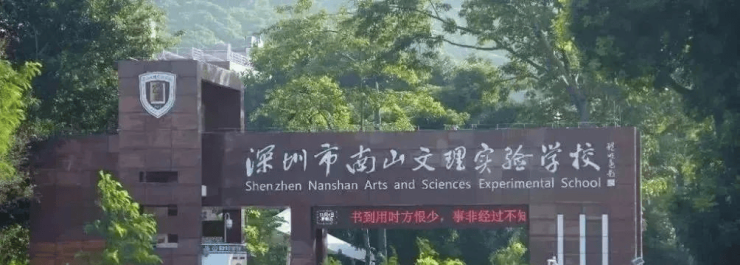 深圳市南山文理实验学校
Shenzhen Nanshan Arts and Sciences Experimental School
书到用时方恨少，事非经过不知